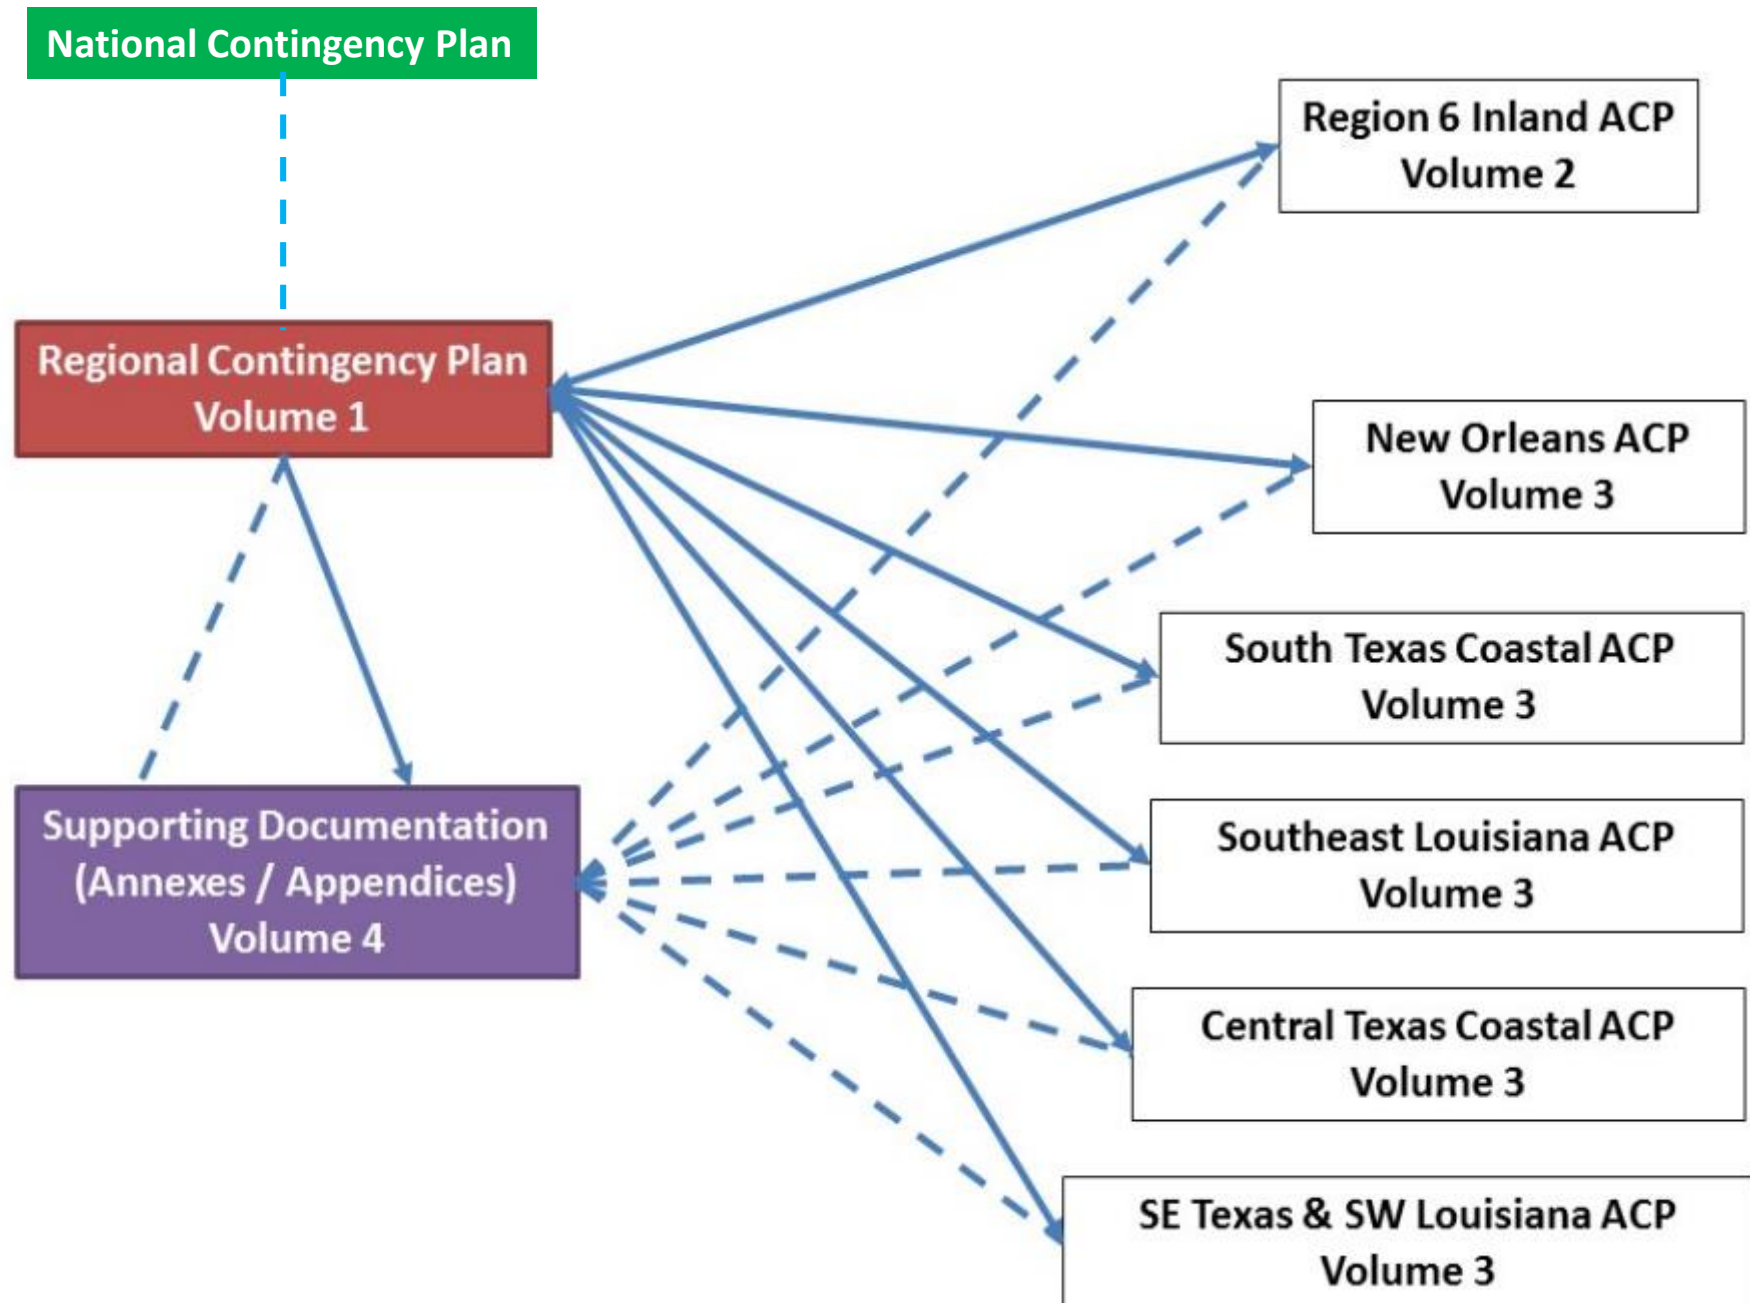 National Contingency Plan
Region 6 Inland ACP
Volume 2
Regional Contingency Plan
Volume 1
New Orleans ACP
Volume 3
South Texas Coastal ACP
Volume 3
Supporting Documentation
(Annexes / Appendices)
Volume 4
Southeast Louisiana ACP
Volume 3
Central Texas Coastal ACP
Volume 3
SE Texas & SW Louisiana ACP
Volume 3